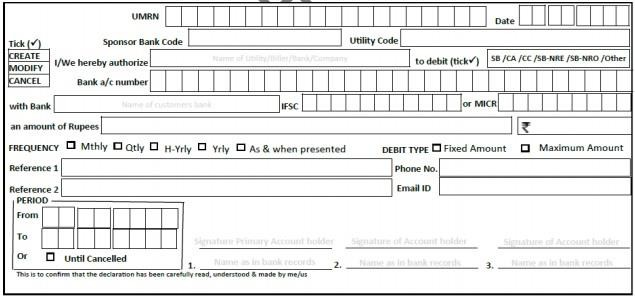 UMRN Date
Tick (✓) Sponsor Bank Code Utility Code
CREATE
MODIFY
CANCEL
I/We hereby authorize Name of Utility/Biller/Bank/Company to debit (tick✓) SB /CA /CC /SB-NRE /SB-NRO /Other
Bank a/c number
with Bank Name of customers bank IFSC or MICR
an amount of Rupees ₹
FREQUENCY Mthly Qtly H-Yrly Yrly As & when presented DEBIT TYPE Fixed Amount Maximum Amount
Reference 1 Phone No.
Reference 2 Email ID
PERIOD
From
To
Or Until Cancelled
Signature Primary Account holder Signature of Account holder Signature of Account holder
1. Name as in bank records 2. Name as in bank records 3. Name as in bank records
This is to confirm that the declaration has been carefully read, understood & made by me/us